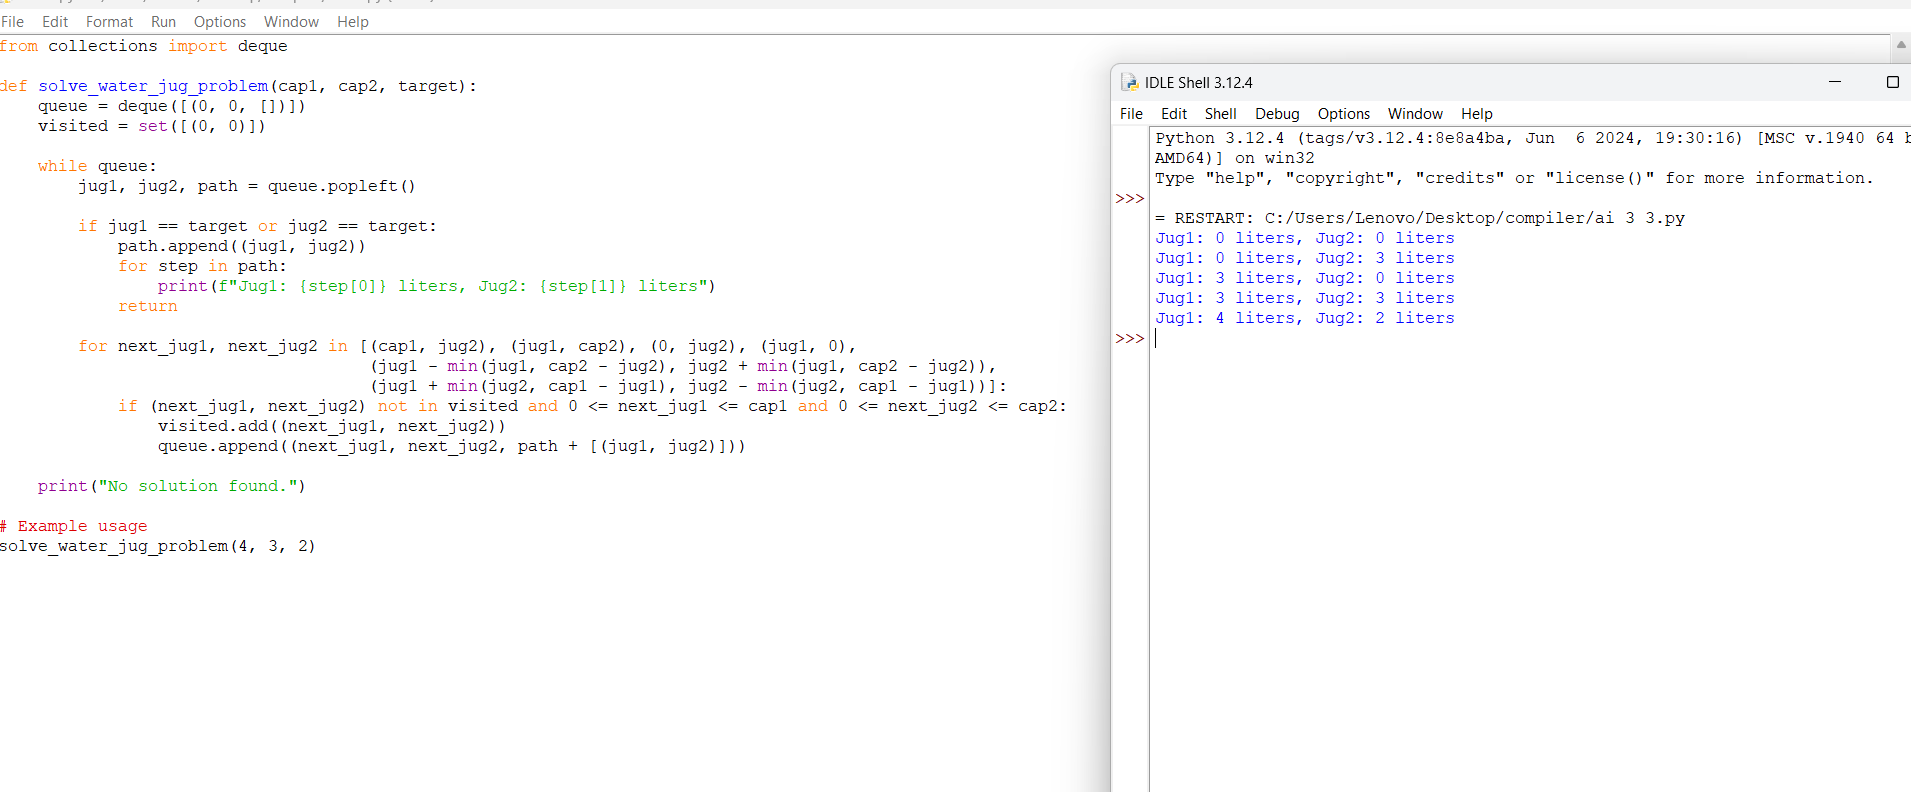 File Edit Format Run Options Window Help
from collections import deque
def solve_water_jug_problem(cap1, cap2, target):
    queue = deque([(0, 0, [])])
    visited = set([(0, 0)])
    while queue:
        jug1, jug2, path = queue.popleft()
        if jug1 == target or jug2 == target:
            path.append((jug1, jug2))
            for step in path:
                print(f"Jug1: {step[0]} liters, Jug2: {step[1]} liters")
            return
        for next_jug1, next_jug2 in [(cap1, jug2), (jug1, cap2), (0, jug2), (jug1, 0),
                                     (jug1 - min(jug1, cap2 - jug2), jug2 + min(jug1, cap2 - jug2)),
                                     (jug1 + min(jug2, cap1 - jug1), jug2 - min(jug2, cap1 - jug1))]:
            if (next_jug1, next_jug2) not in visited and 0 <= next_jug1 <= cap1 and 0 <= next_jug2 <= cap2:
                visited.add((next_jug1, next_jug2))
                queue.append((next_jug1, next_jug2, path + [(jug1, jug2)]))
    print("No solution found.")
# Example usage
solve_water_jug_problem(4, 3, 2)
IDLE Shell 3.12.4
File Edit Shell Debug Options Window Help
Python 3.12.4 (tags/v3.12.4:8e8a4ba, Jun  6 2024, 19:30:16) [MSC v.1940 64 b
AMD64)] on win32
Type "help", "copyright", "credits" or "license()" for more information.
>>>
= RESTART: C:/Users/Lenovo/Desktop/compiler/ai 3 3.py
Jug1: 0 liters, Jug2: 0 liters
Jug1: 0 liters, Jug2: 3 liters
Jug1: 3 liters, Jug2: 0 liters
Jug1: 3 liters, Jug2: 3 liters
Jug1: 4 liters, Jug2: 2 liters
>>>